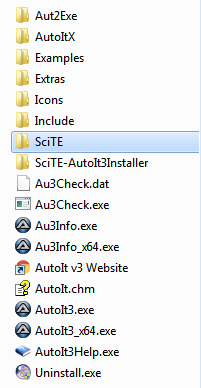 Aut2Exe
AutoItX
Examples
Extras
Icons
Include
SciTE
SciTE-AutoIt3Installer
Au3Check.dat
Au3Check.exe
Au3Info.exe
Au3Info_x64.exe
AutoIt v3 Website
AutoIt.chm
AutoIt3.exe
AutoIt3_x64.exe
AutoIt3Help.exe
Uninstall.exe